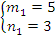 {m₁ = 5
{n₁ = 3